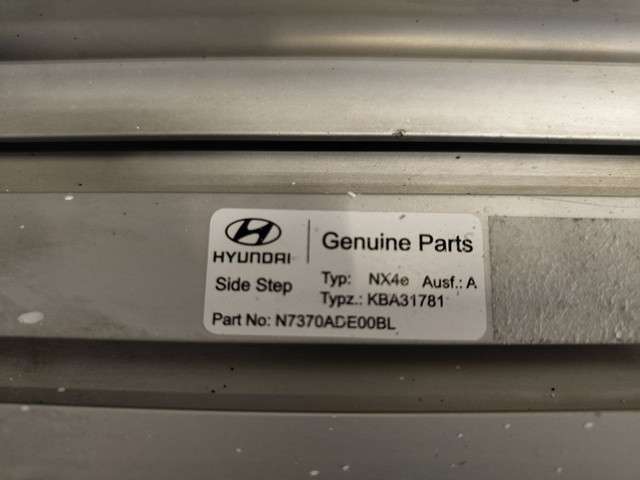 HYUNDAI
Genuine Parts
Side Step
Typ: NX4e Ausf.: A
Typz.: KBA31781
Part No: N7370ADE00BL